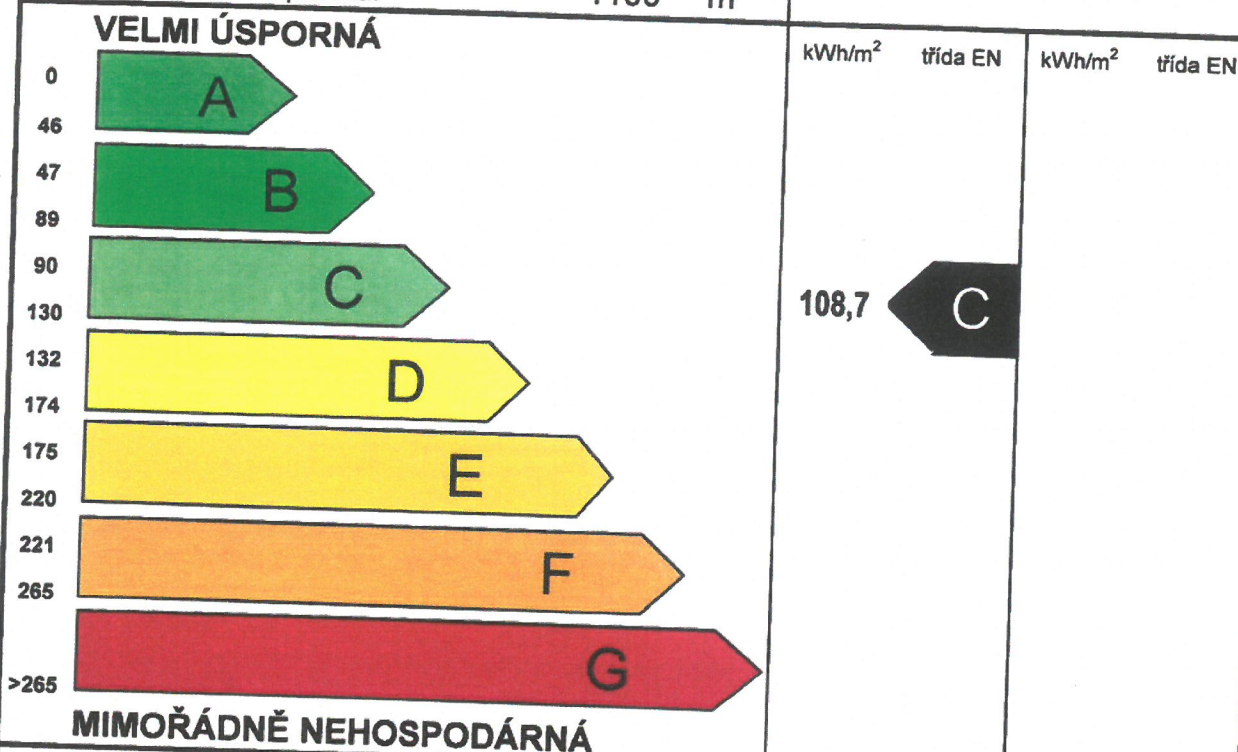 VELMI ÚSPORNÁ
kWh/m² třída EN kWh/m² třída EN
0
A
46
47
B
89
90
C
130
108,7 C
132
D
174
175
E
220
221
F
265
G
>265
MIMOŘÁDNĚ NEHOSPODÁRNÁ